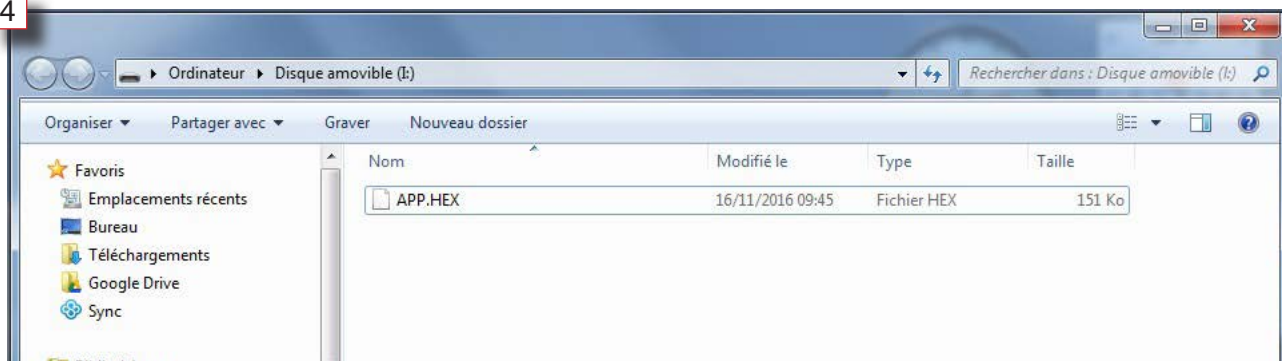 4
Ordinateur Disque amovible (I:) Rechercher dans : Disque amovible (I:)
Organiser Partager avec Graver Nouveau dossier
Favoris Nom Modifié le Type Taille
Emplacements récents APP.HEX 16/11/2016 09:45 Fichier HEX 151 Ko
Bureau
Téléchargements
Google Drive
Sync